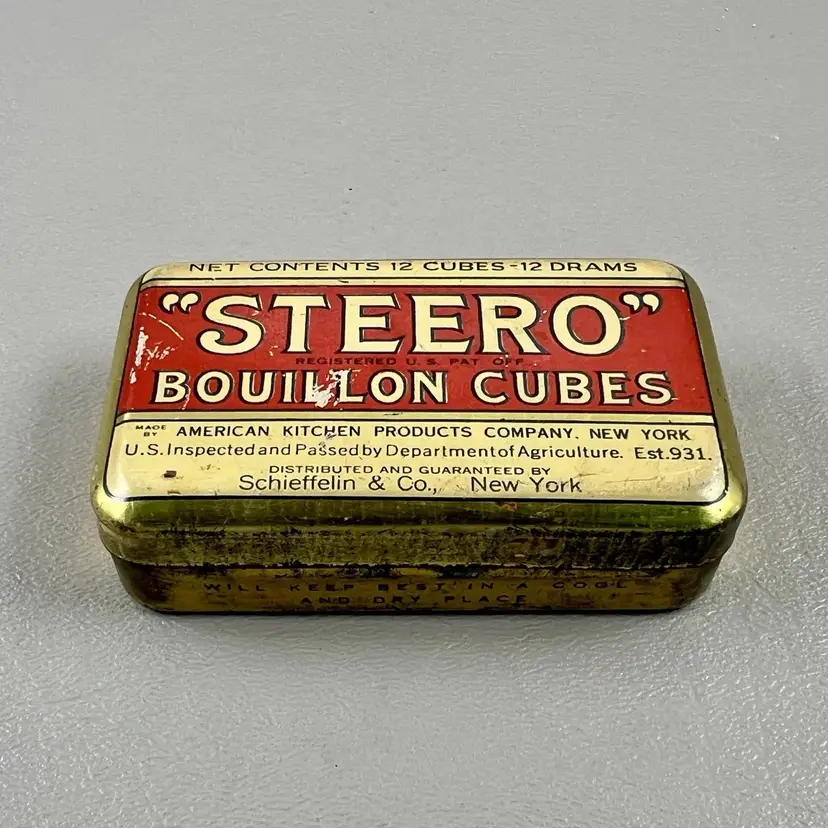 NET CONTENTS 12 CUBES-12 DRAMS
"STEERO"
REGISTERED U.S. PAT. OFF.
BOUILLON CUBES
MADE BY AMERICAN KITCHEN PRODUCTS COMPANY. NEW YORK
U.S. Inspected and Passed by Department of Agriculture. Est. 931.
DISTRIBUTED AND GUARANTEED BY
Schieffelin & Co., New York
WILL KEEP BEST IN A COOL
AND DRY PLACE